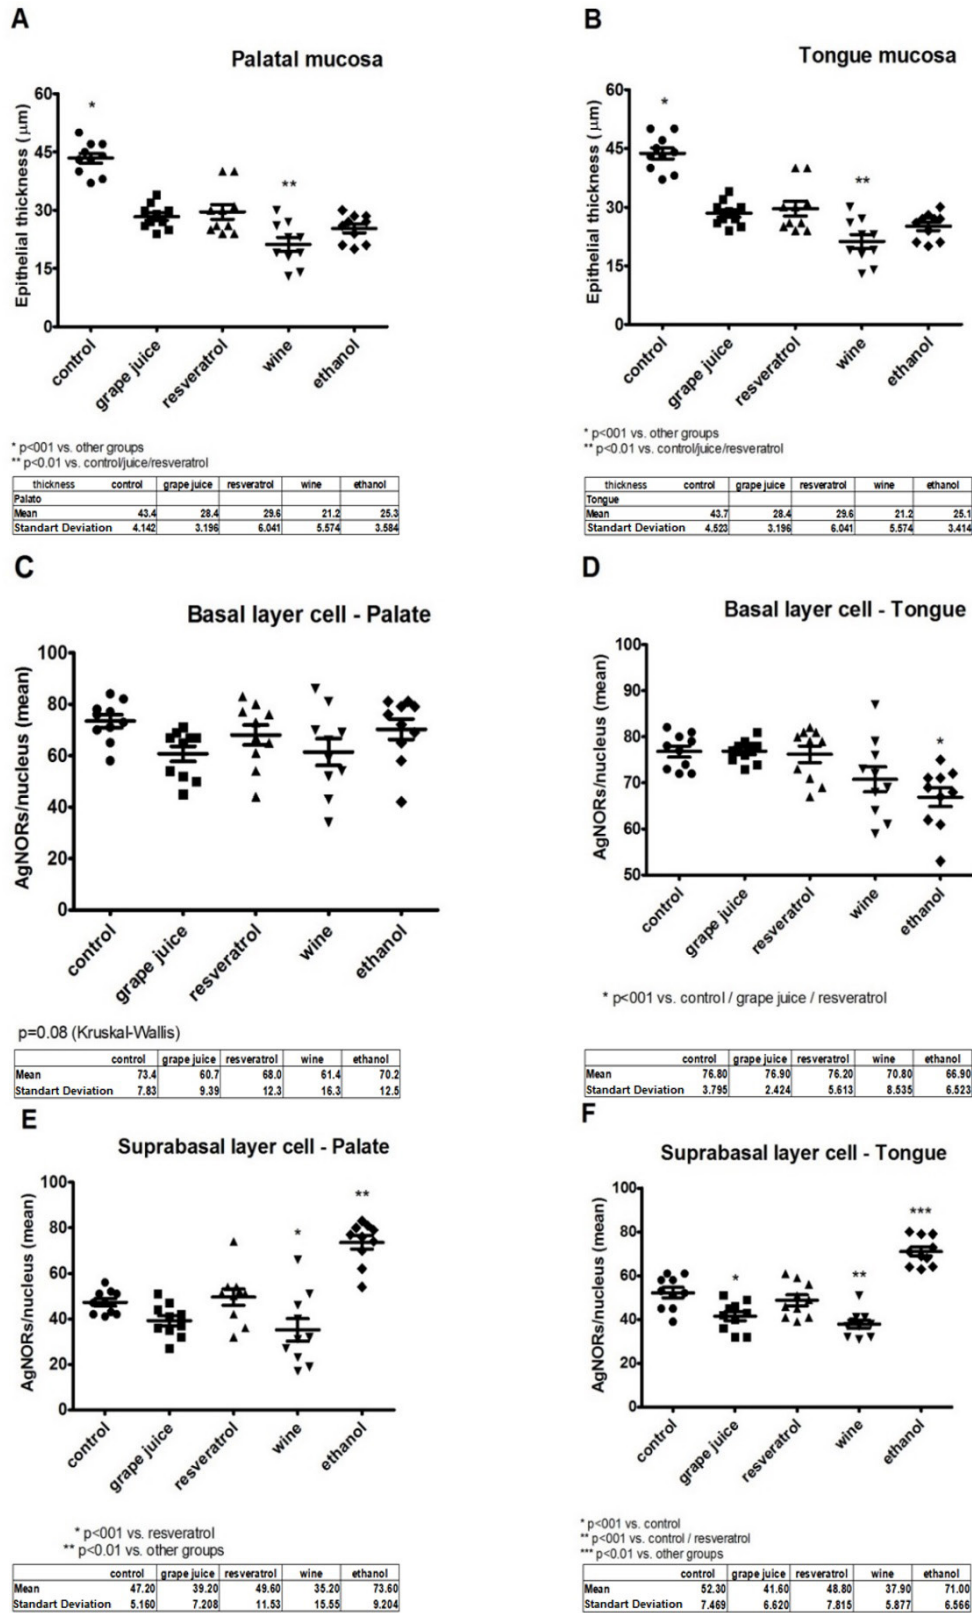 A
Palatal mucosa
Epithelial thickness ( μm)
60
45
30
15
0
*
**
control
grape juice
resveratrol
wine
ethanol
* p<001 vs. other groups
** p<0.01 vs. control/juice/resveratrol
thickness control grape juice resveratrol wine ethanol
Palato
Mean 43.4 28.4 29.6 21.2 25.3
Standart Deviation 4.142 3.196 6.041 5.574 3.584
B
Tongue mucosa
Epithelial thickness ( μm)
60
45
30
15
0
*
**
control
grape juice
resveratrol
wine
ethanol
* p<001 vs. other groups
** p<0.01 vs. control/juice/resveratrol
thickness control grape juice resveratrol wine ethanol
Tongue
Mean 43.7 28.4 29.6 21.2 25.1
Standart Deviation 4.523 3.196 6.041 5.574 3.414
C
Basal layer cell - Palate
AgNORs/nucleus (mean)
100
80
60
40
20
0
control
grape juice
resveratrol
wine
ethanol
p=0.08 (Kruskal-Wallis)
control grape juice resveratrol wine ethanol
Mean 73.4 60.7 68.0 61.4 70.2
Standart Deviation 7.83 9.39 12.3 16.3 12.5
D
Basal layer cell - Tongue
AgNORs/nucleus (mean)
100
90
80
70
60
50
*
control
grape juice
resveratrol
wine
ethanol
* p<001 vs. control / grape juice / resveratrol
control grape juice resveratrol wine ethanol
Mean 76.80 76.90 76.20 70.80 66.90
Standart Deviation 3.795 2.424 5.613 8.535 6.523
E
Suprabasal layer cell - Palate
AgNORs/nucleus (mean)
100
80
60
40
20
0
*
**
control
grape juice
resveratrol
wine
ethanol
* p<001 vs. resveratrol
** p<0.01 vs. other groups
control grape juice resveratrol wine ethanol
Mean 47.20 39.20 49.60 35.20 73.60
Standart Deviation 5.160 7.208 11.53 15.55 9.204
F
Suprabasal layer cell - Tongue
AgNORs/nucleus (mean)
100
80
60
40
20
0
*
**
***
control
grape juice
resveratrol
wine
ethanol
* p<001 vs. control
** p<001 vs. control / resveratrol
*** p<0.01 vs. other groups
control grape juice resveratrol wine ethanol
Mean 52.30 41.60 48.80 37.90 71.00
Standart Deviation 7.469 6.620 7.815 5.877 6.566